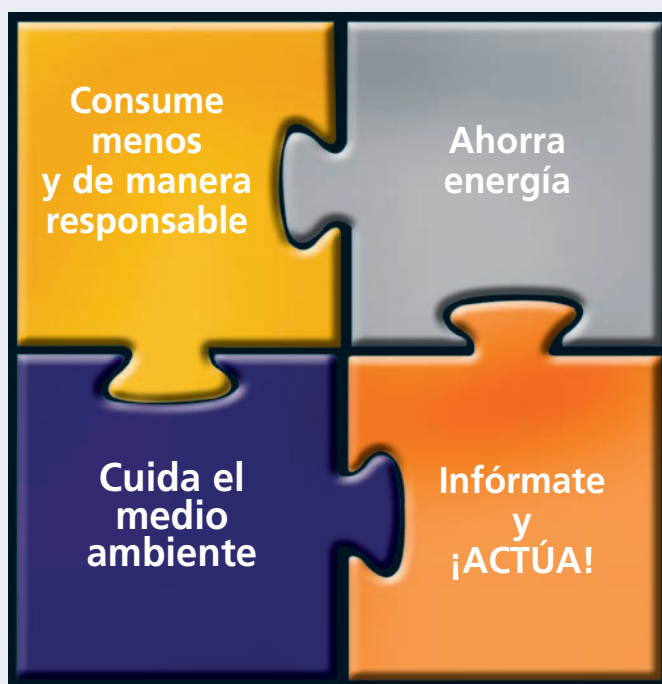 Consume
menos
y de manera
responsable
Ahorra
energía
Cuida el
medio
ambiente
Infórmate
y
¡ACTÚA!